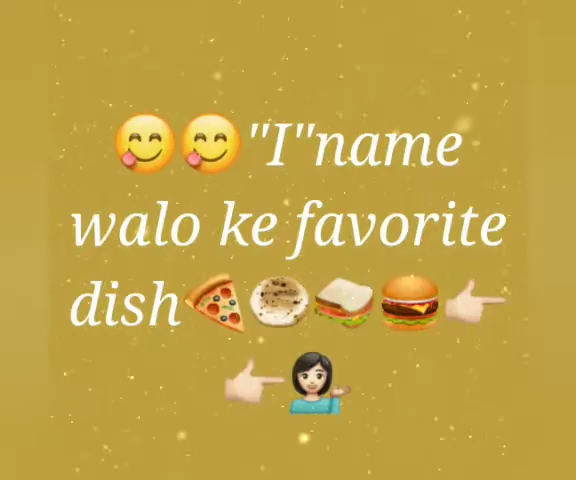 😋😋"I"name
walo ke favorite
dish🍕🫓🥪🍔👉🏻
👉🏻💁🏻‍♀️